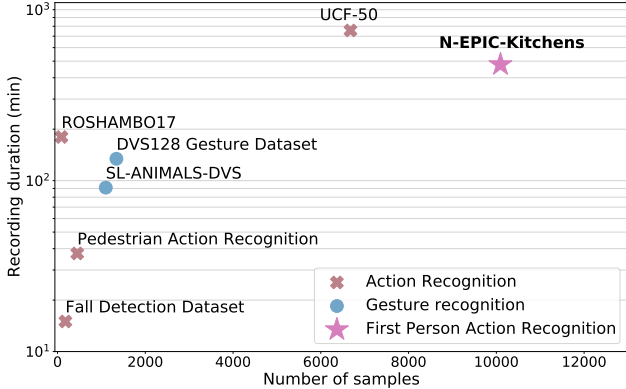 10³
UCF-50
N-EPIC-Kitchens
ROSHAMBO17
DVS128 Gesture Dataset
SL-ANIMALS-DVS
10²
Pedestrian Action Recognition
Fall Detection Dataset
Action Recognition
Gesture recognition
First Person Action Recognition
10¹
0 2000 4000 6000 8000 10000 12000
Number of samples
Recording duration (min)